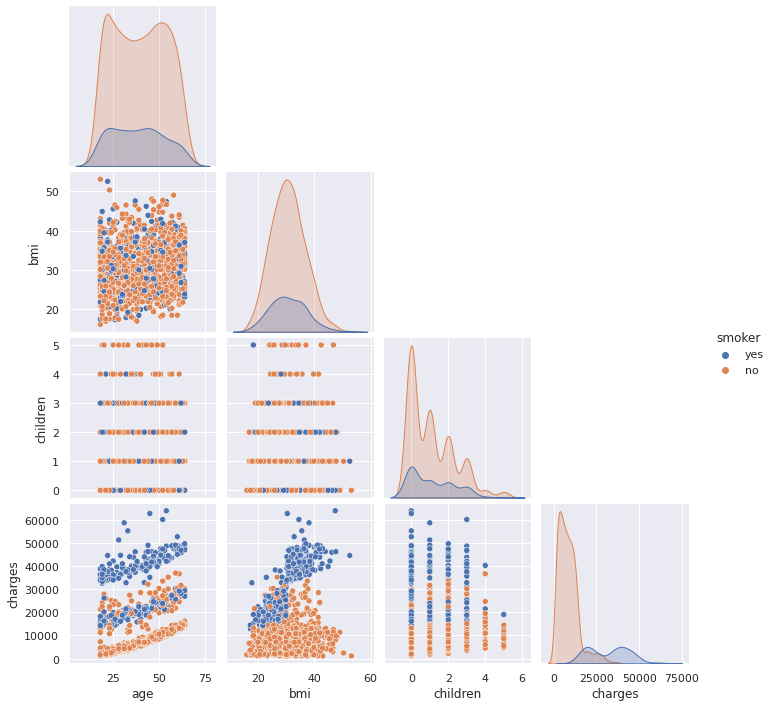 bmi
50
40
30
20
children
5
4
3
2
1
0
smoker
yes
no
charges
60000
50000
40000
30000
20000
10000
0
25 50 75
20 40 60
0 2 4 6
0 25000 50000 75000
age bmi children charges